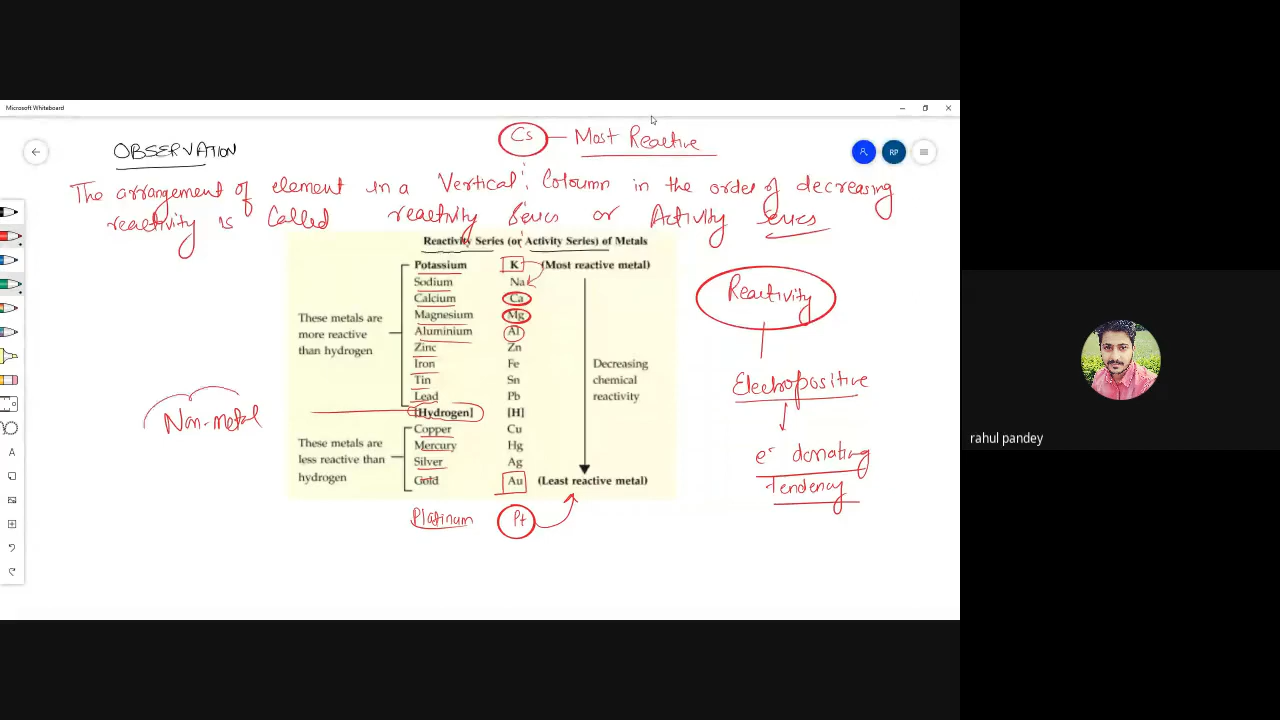 Microsoft Whiteboard
Cs — Most Reactive
OBSERVATION
RP
The arrangement of element in a Vertical Coloumn in the order of decreasing
reactivity is Called reactivity Series or Activity Series
Reactivity Series (or Activity Series) of Metals
Potassium K (Most reactive metal)
Sodium Na
Calcium Ca
Magnesium Mg
Aluminium Al
Zinc Zn
Iron Fe
Tin Sn
Lead Pb
[Hydrogen] [H]
Copper Cu
Mercury Hg
Silver Ag
Gold Au (Least reactive metal)
Platinum Pt
These metals are
more reactive
than hydrogen
These metals are
less reactive than
hydrogen
Decreasing
chemical
reactivity
Non-metal
Reactivity
Electropositive
e⁻ donating
Tendency
rahul pandey